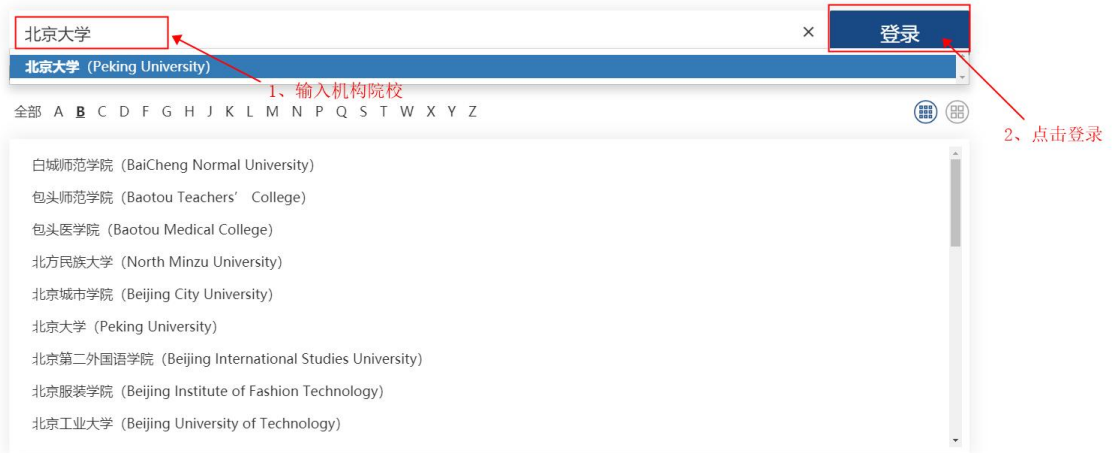 北京大学 × 登录
北京大学（Peking University）
1、输入机构院校
全部 A B C D F G H J K L M N P Q S T W X Y Z
2、点击登录
白城师范学院（BaiCheng Normal University）
包头师范学院（Baotou Teachers’ College）
包头医学院（Baotou Medical College）
北方民族大学（North Minzu University）
北京城市学院（Beijing City University）
北京大学（Peking University）
北京第二外国语学院（Beijing International Studies University）
北京服装学院（Beijing Institute of Fashion Technology）
北京工业大学（Beijing University of Technology）